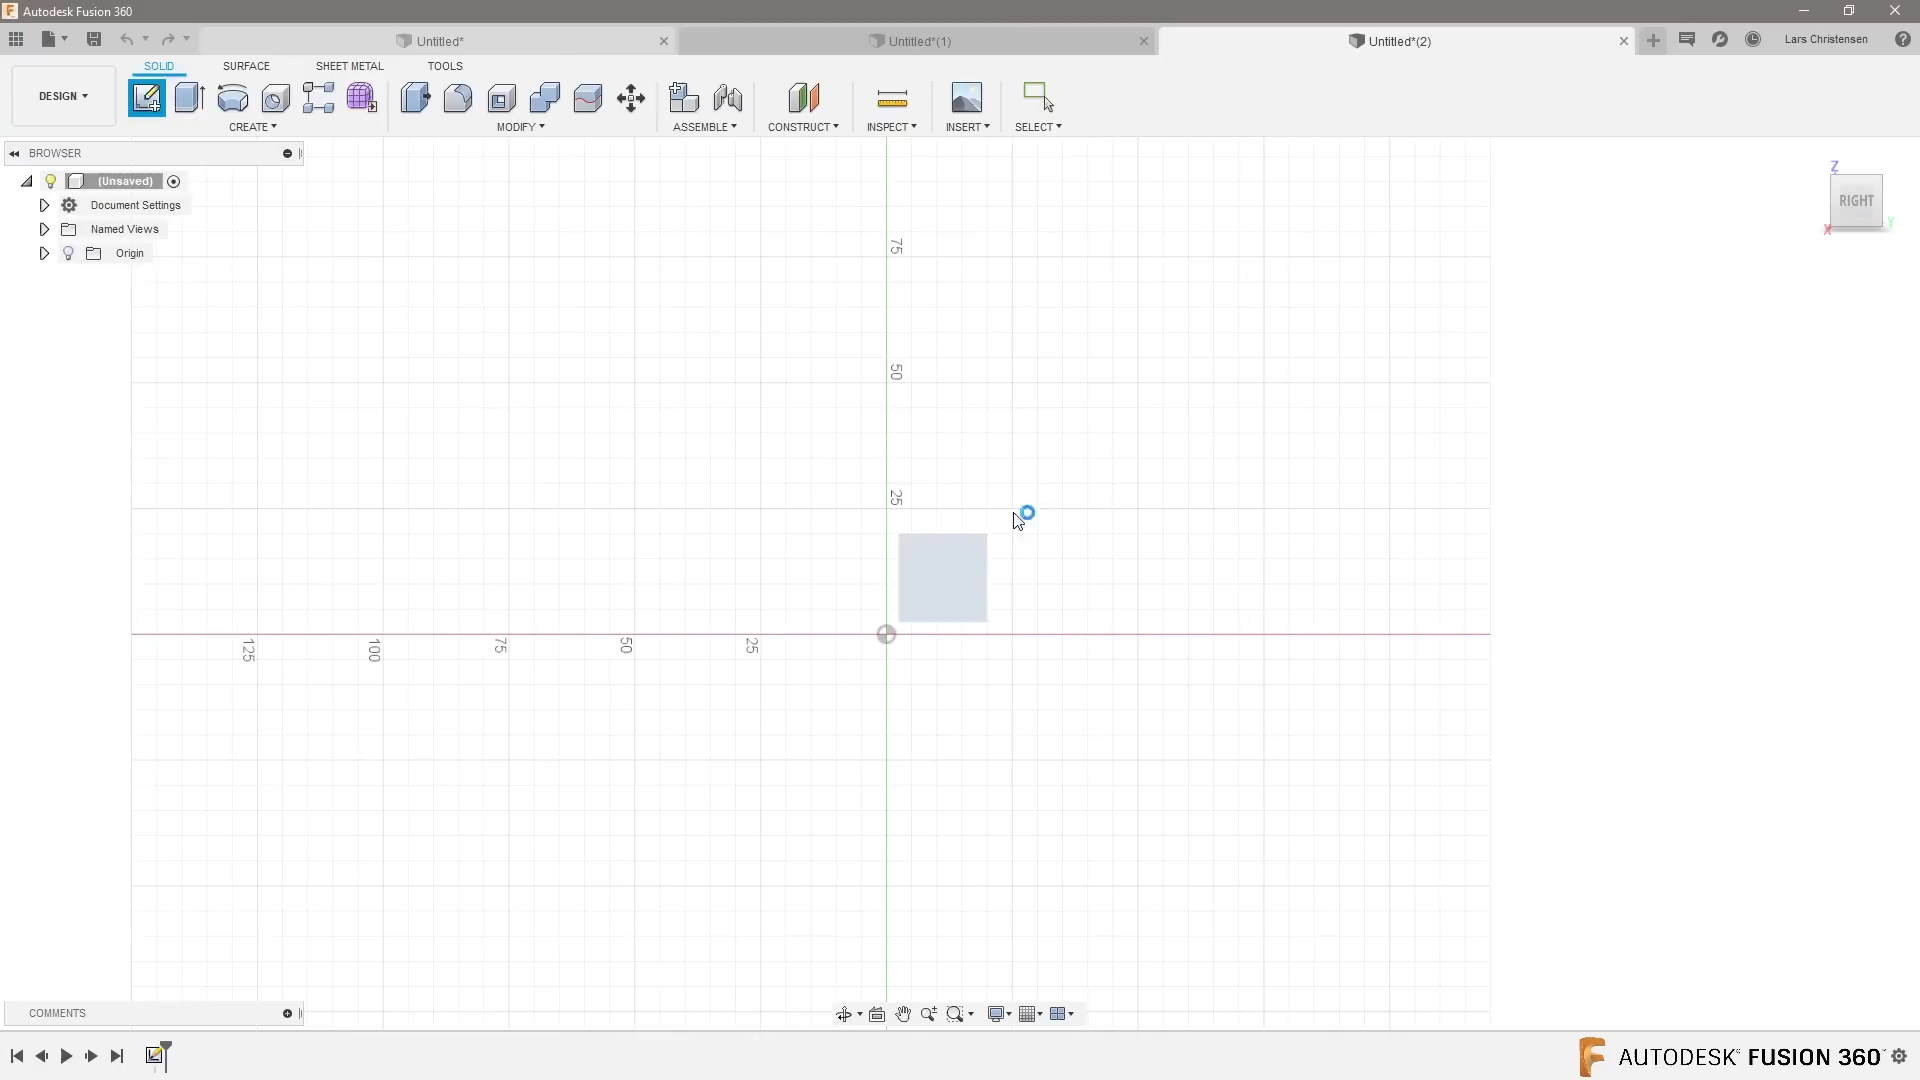 Autodesk Fusion 360
Untitled*
Untitled*(1)
Untitled*(2)
Lars Christensen
DESIGN
SOLID
SURFACE
SHEET METAL
TOOLS
CREATE
MODIFY
ASSEMBLE
CONSTRUCT
INSPECT
INSERT
SELECT
BROWSER
(Unsaved)
Document Settings
Named Views
Origin
Z
RIGHT
X
Y
75
50
25
125
100
75
50
25
COMMENTS
AUTODESK® FUSION 360™